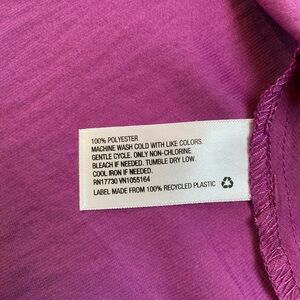 100% POLYESTER
MACHINE WASH COLD WITH LIKE COLORS.
GENTLE CYCLE. ONLY NON-CHLORINE
BLEACH IF NEEDED. TUMBLE DRY LOW.
COOL IRON IF NEEDED.
RN17730 VN1055164
LABEL MADE FROM 100% RECYCLED PLASTIC